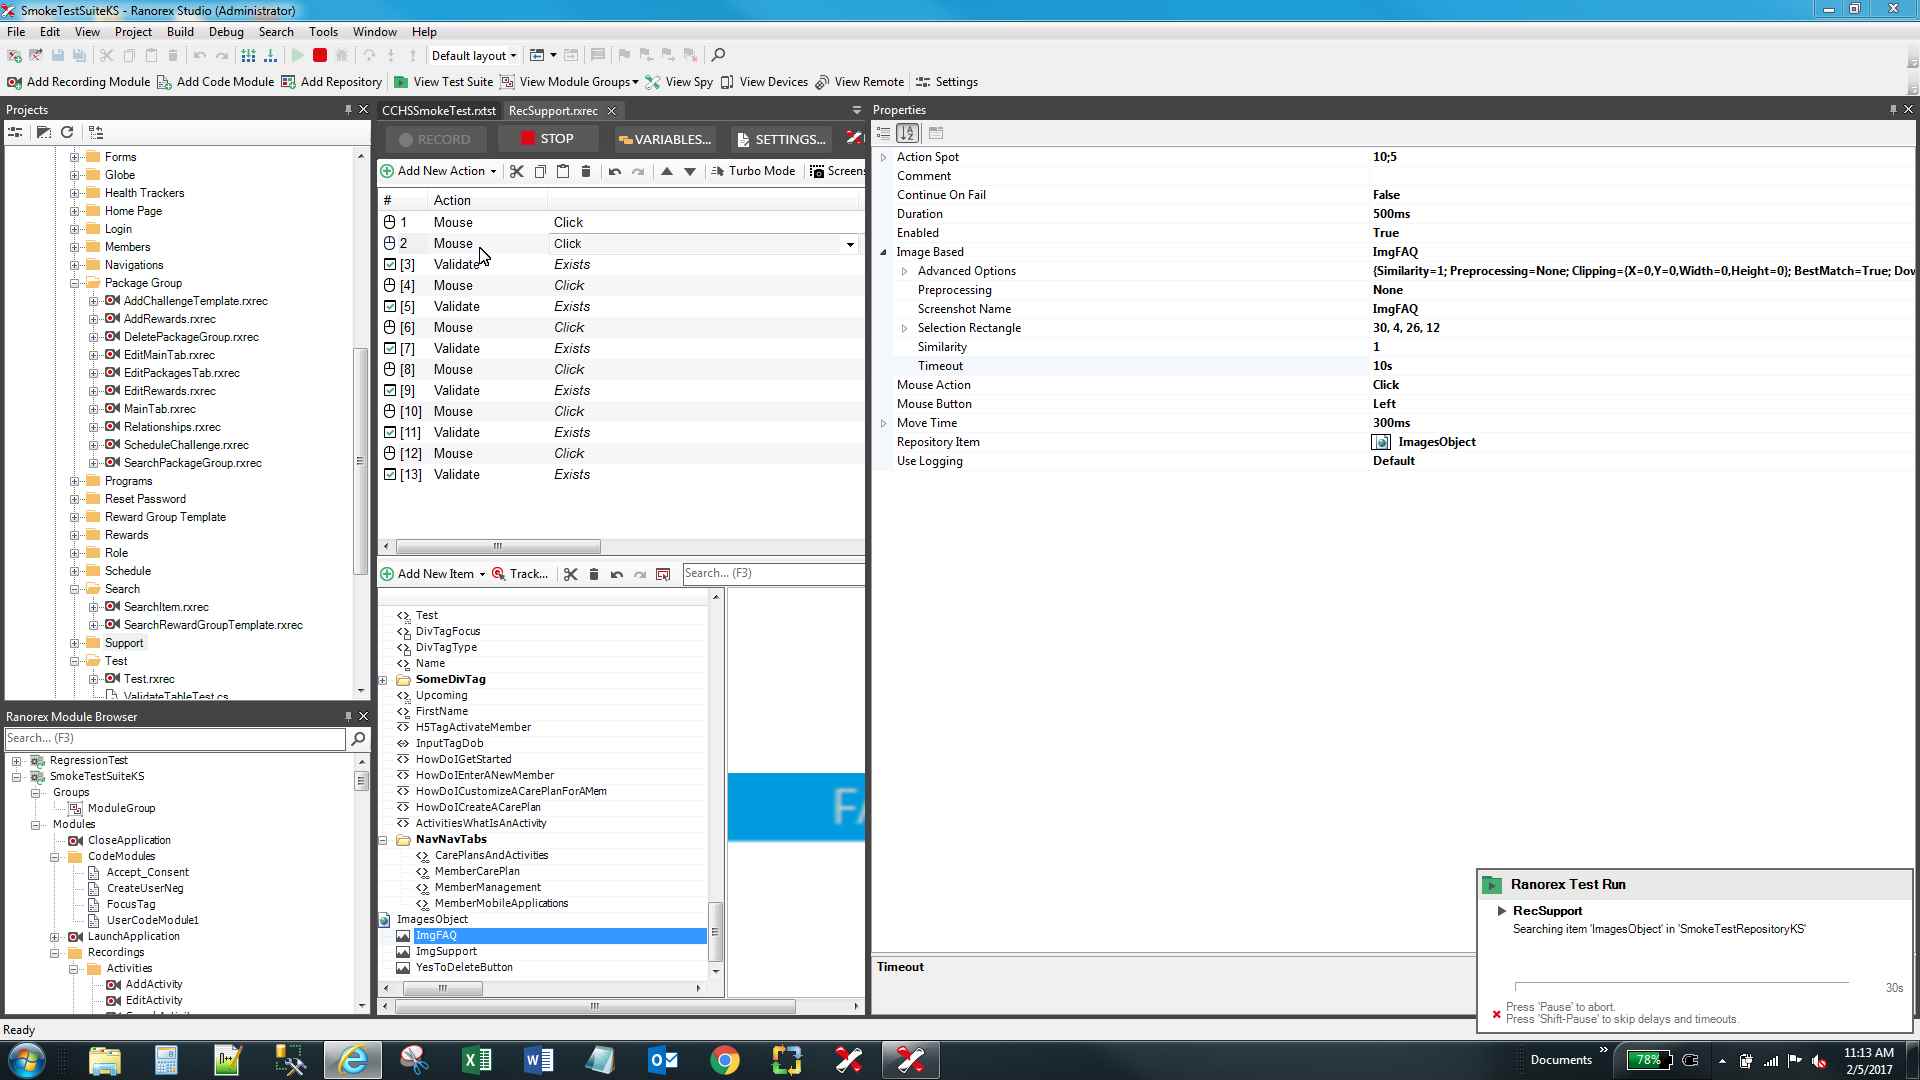 SmokeTestSuiteKS - Ranorex Studio (Administrator)
File Edit View Project Build Debug Search Tools Window Help
Default layout
Add Recording Module Add Code Module Add Repository View Test Suite View Module Groups View Spy View Devices View Remote Settings
Projects
Forms
Globe
Health Trackers
Home Page
Login
Members
Navigations
Package Group
AddChallengeTemplate.rxrec
AddRewards.rxrec
DeletePackageGroup.rxrec
EditMainTab.rxrec
EditPackagesTab.rxrec
EditRewards.rxrec
MainTab.rxrec
Relationships.rxrec
ScheduleChallenge.rxrec
SearchPackageGroup.rxrec
Programs
Reset Password
Reward Group Template
Rewards
Role
Schedule
Search
SearchItem.rxrec
SearchRewardGroupTemplate.rxrec
Support
Test
Test.rxrec
ValidateTableTest.cs
Ranorex Module Browser
Search... (F3)
RegressionTest
SmokeTestSuiteKS
Groups
ModuleGroup
Modules
CloseApplication
CodeModules
Accept_Consent
CreateUserNeg
FocusTag
UserCodeModule1
LaunchApplication
Recordings
Activities
AddActivity
EditActivity
CCHSSmokeTest.rxtst RecSupport.rxrec
RECORD STOP VARIABLES... SETTINGS...
Add New Action Turbo Mode Screens
# Action
1 Mouse Click
2 Mouse Click
[3] Validate Exists
[4] Mouse Click
[5] Validate Exists
[6] Mouse Click
[7] Validate Exists
[8] Mouse Click
[9] Validate Exists
[10] Mouse Click
[11] Validate Exists
[12] Mouse Click
[13] Validate Exists
Add New Item Track... Search... (F3)
Test
DivTagFocus
DivTagType
Name
SomeDivTag
Upcoming
FirstName
H5TagActivateMember
InputTagDob
HowDoIGetStarted
HowDoIEnterANewMember
HowDoICustomizeACarePlanForAMem
HowDoICreateACarePlan
ActivitiesWhatIsAnActivity
NavNavTabs
CarePlansAndActivities
MemberCarePlan
MemberManagement
MemberMobileApplications
ImagesObject
ImgFAQ
ImgSupport
YesToDeleteButton
FA
Properties
Action Spot 10;5
Comment
Continue On Fail False
Duration 500ms
Enabled True
Image Based ImgFAQ
Advanced Options {Similarity=1; Preprocessing=None; Clipping={X=0,Y=0,Width=0,Height=0}; BestMatch=True; Dow
Preprocessing None
Screenshot Name ImgFAQ
Selection Rectangle 30, 4, 26, 12
Similarity 1
Timeout 10s
Mouse Action Click
Mouse Button Left
Move Time 300ms
Repository Item ImagesObject
Use Logging Default
Timeout
Ranorex Test Run
RecSupport
Searching item 'ImagesObject' in 'SmokeTestRepositoryKS'
30s
Press 'Pause' to abort.
Press 'Shift-Pause' to skip delays and timeouts.
Ready
Documents 78% 11:13 AM
2/5/2017